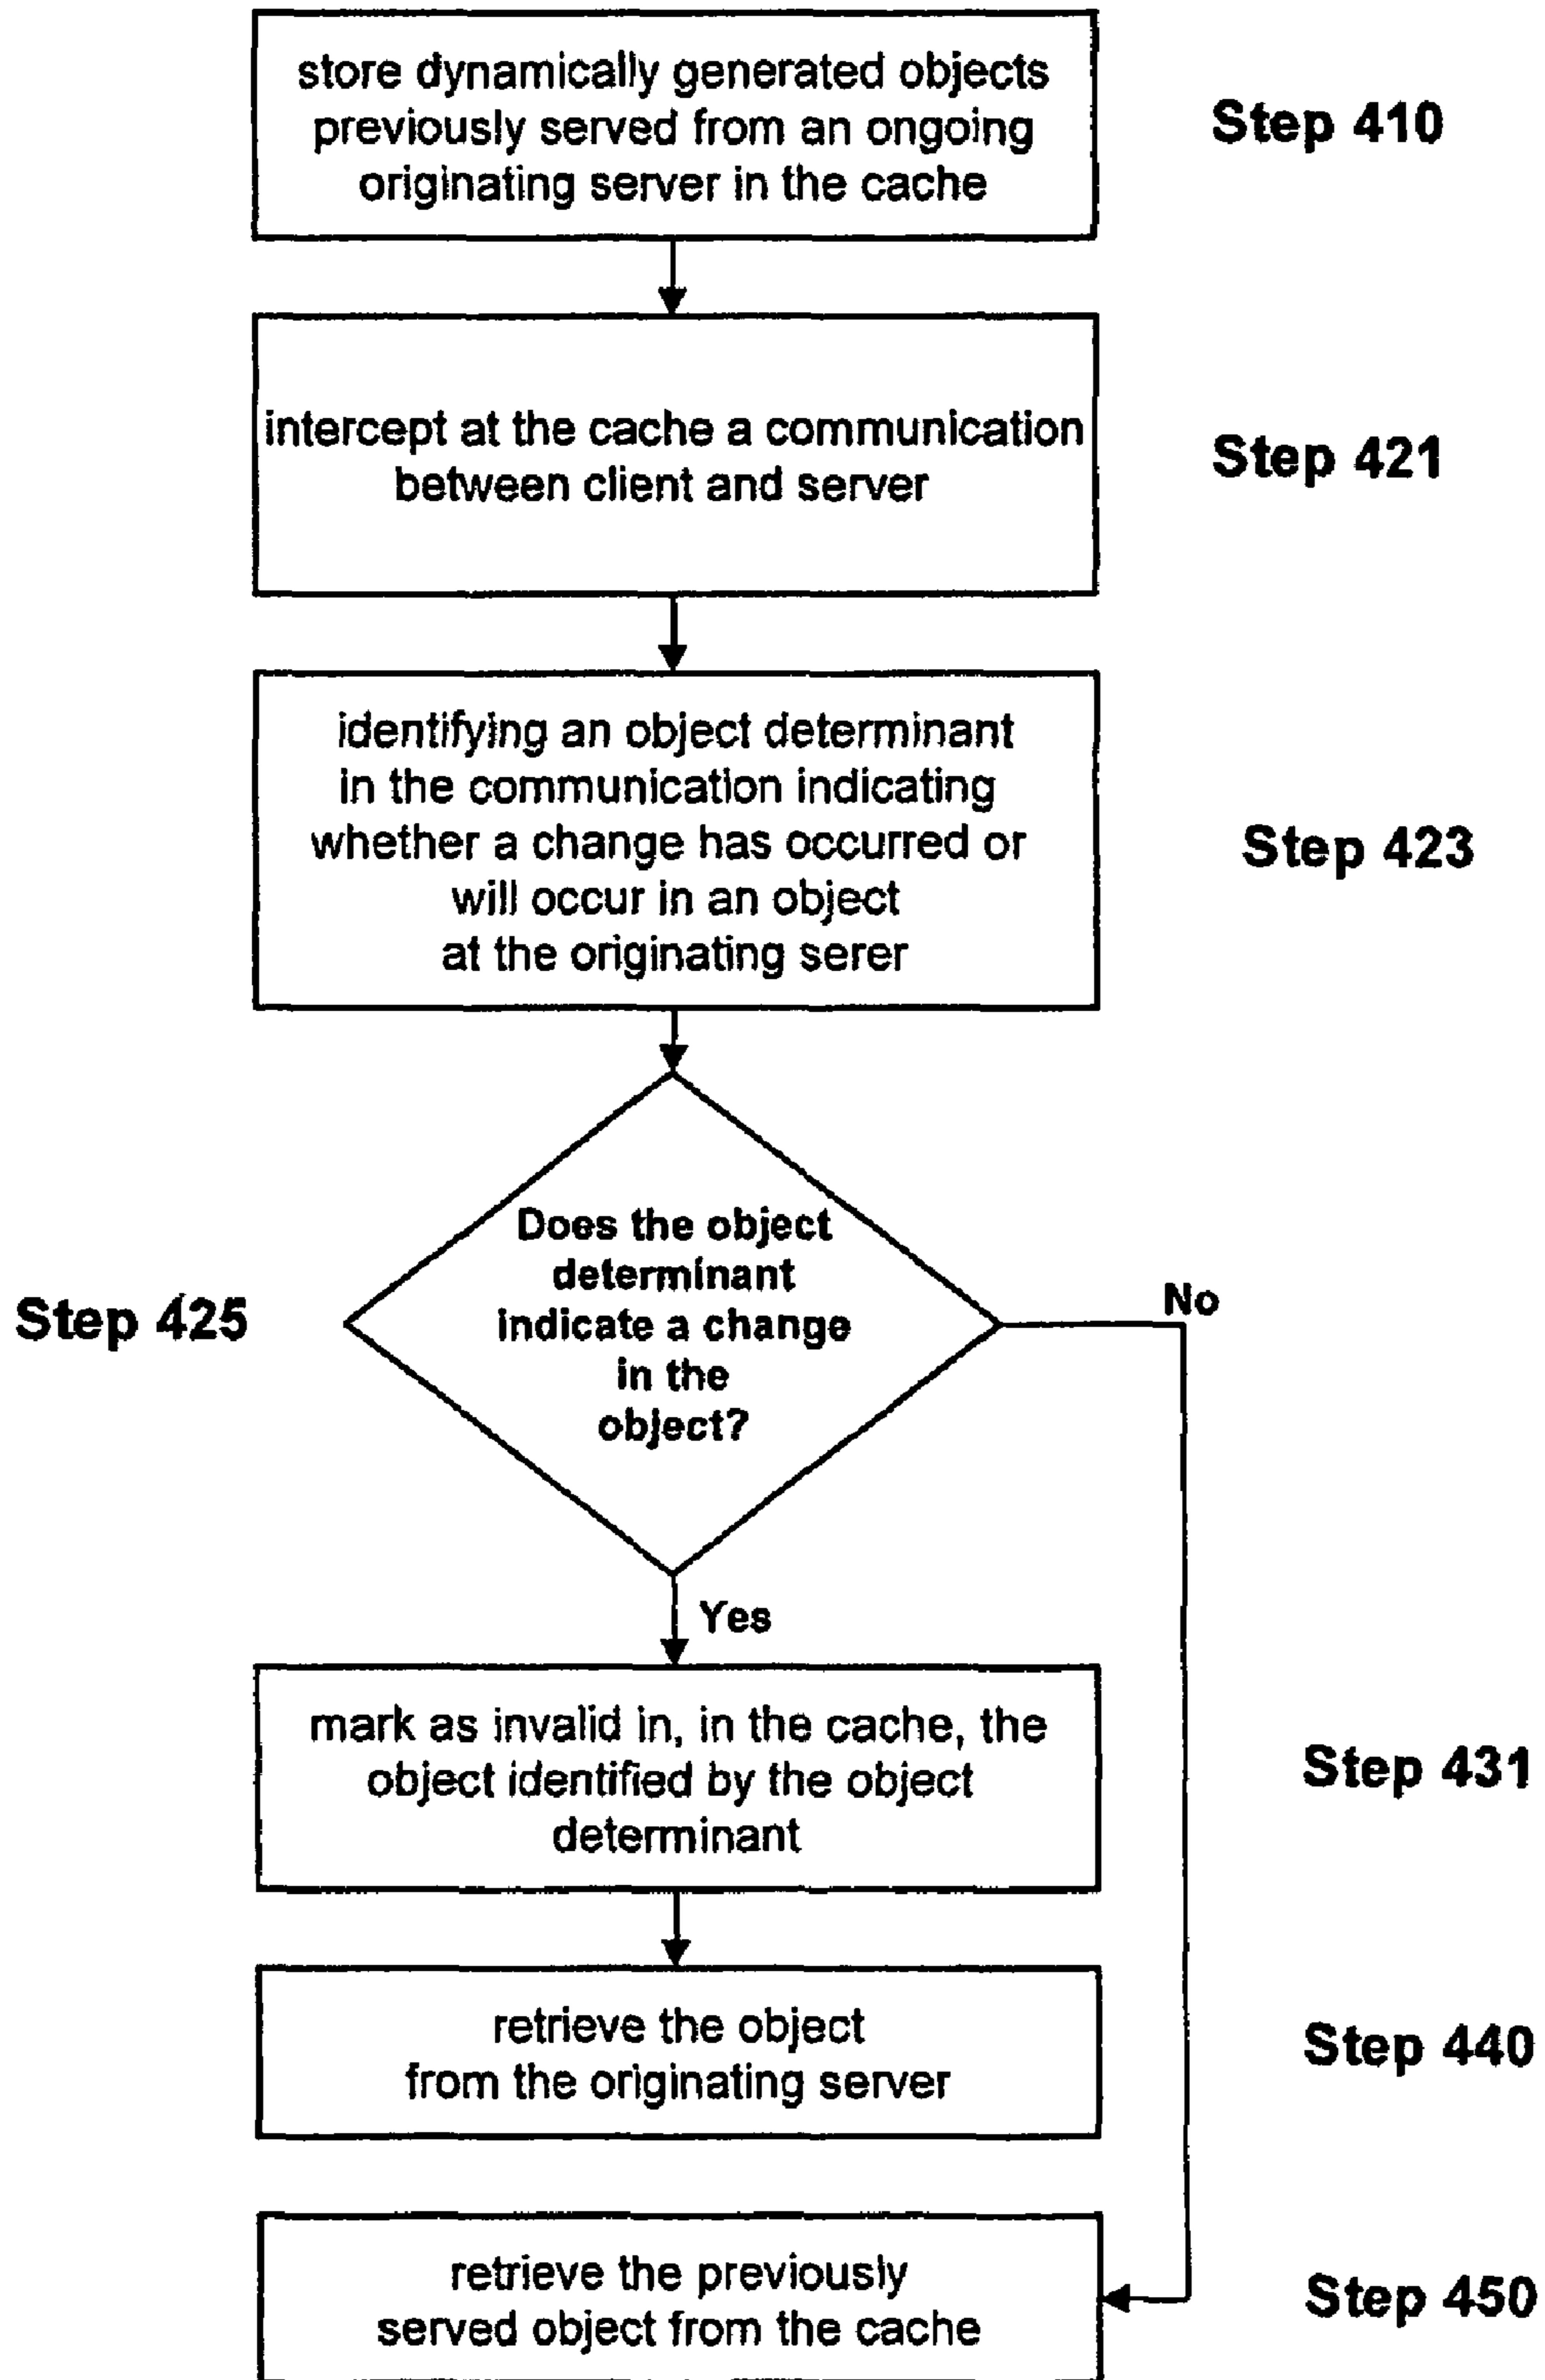 store dynamically generated objects
previously served from an ongoing
originating server in the cache
Step 410
intercept at the cache a communication
between client and server
Step 421
identifying an object determinant
in the communication indicating
whether a change has occurred or
will occur in an object
at the originating serer
Step 423
Does the object
determinant
indicate a change
in the
object?
Step 425
No
Yes
mark as invalid in, in the cache, the
object identified by the object
determinant
Step 431
retrieve the object
from the originating server
Step 440
retrieve the previously
served object from the cache
Step 450